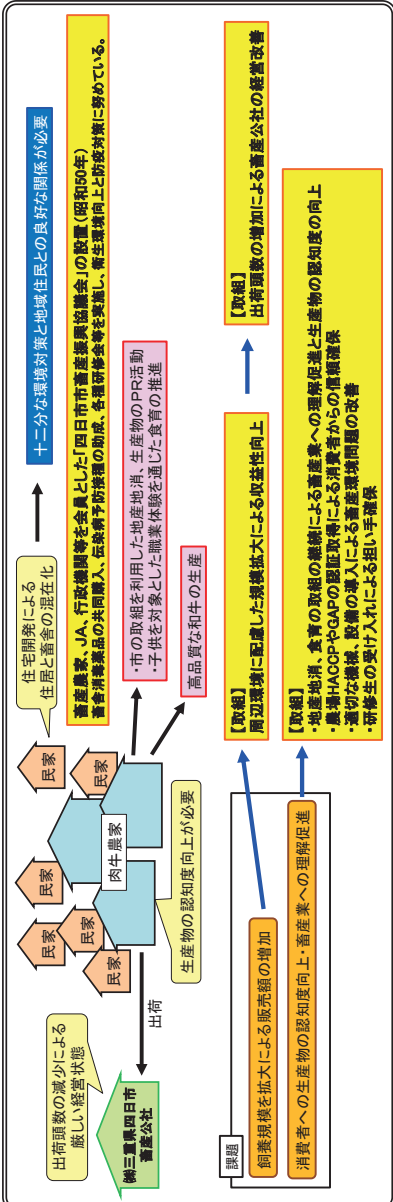 出荷頭数の減少による
厳しい経営状態
㈱三重県四日市
畜産公社
出荷
民家
民家
民家
民家
民家
民家
民家
肉牛農家
生産物の認知度向上が必要
住宅開発による
住居と畜舎の混在化
十二分な環境対策と地域住民との良好な関係が必要
畜産農家、JA、行政機関等を会員とした「四日市市畜産振興協議会」の設置(昭和50年)
畜舎消毒薬品の共同購入、伝染病予防接種の助成、各種研修会等を実施し、衛生環境向上と防疫対策に努めている。
・市の取組を利用した地産地消、生産物のPR活動
・子供を対象とした職業体験を通した食育の推進
高品質な和牛の生産
課題
飼養規模を拡大による販売額の増加
消費者への生産物の認知度向上・畜産業への理解促進
【取組】
周辺環境に配慮した規模拡大による収益性向上
【取組】
出荷頭数の増加による畜産公社の経営改善
【取組】
・地産地消、食育の取組の継続による畜産業への理解促進と生産物の認知度の向上
・農場HACCPやGAPの認証取得による消費者からの信頼確保
・適切な機械、設備の導入による畜産環境問題の改善
・研修生の受け入れによる担い手確保